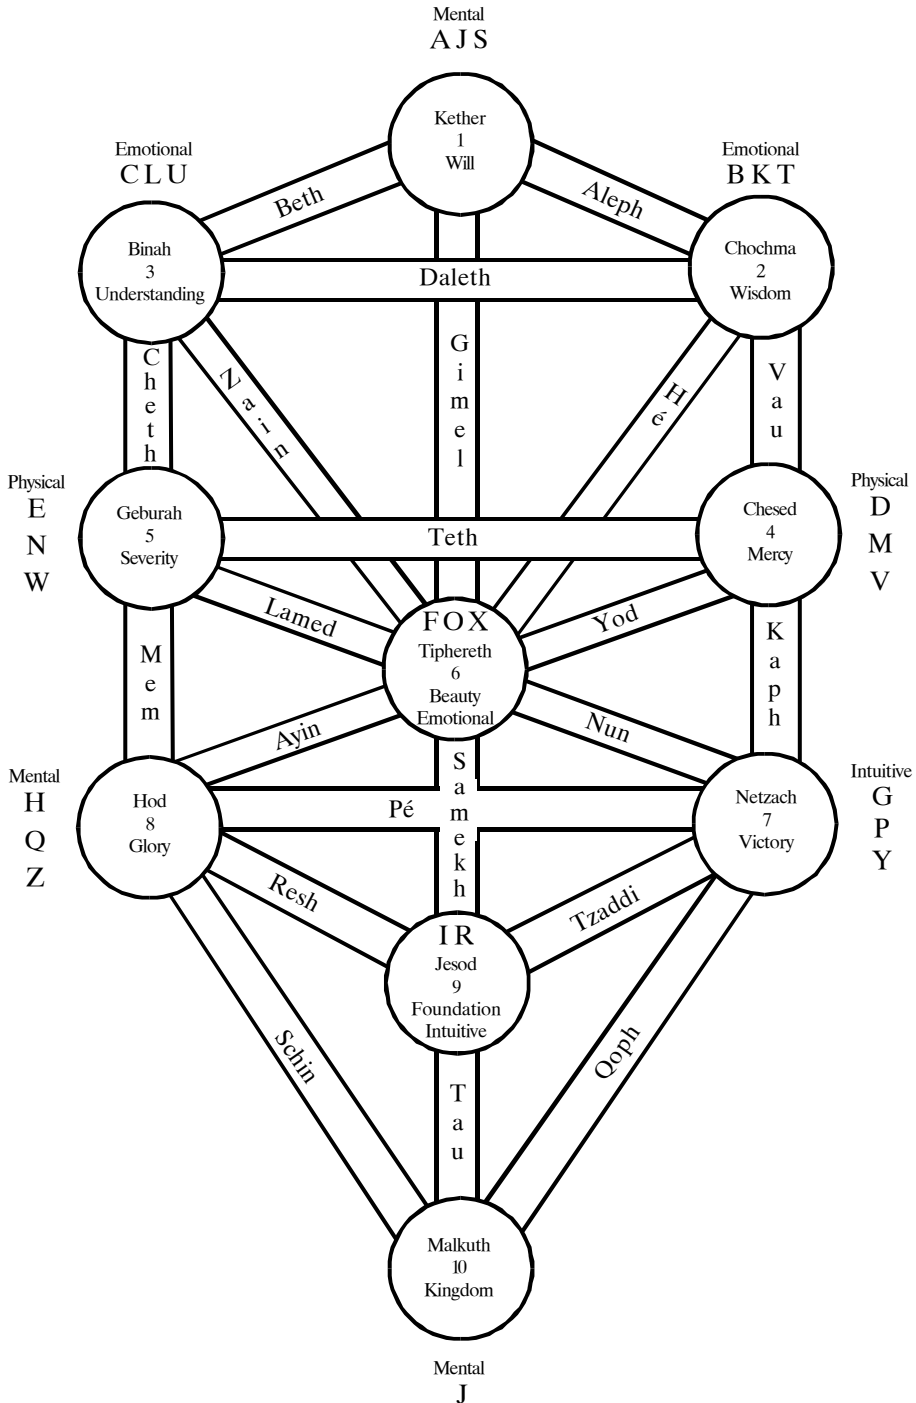 Mental
A J S
Kether
1
Will
Emotional
C L U
Emotional
B K T
Beth
Aleph
Binah
3
Understanding
Chochma
2
Wisdom
Daleth
Cheth
Nain
Gimel
Hé
Vau
Physical
E
N
W
Geburah
5
Severity
Physical
D
M
V
Chesed
4
Mercy
Teth
Lamed
Yod
FOX
Tiphereth
6
Beauty
Emotional
Mem
Kaph
Ayin
Nun
Samekh
Mental
H
Q
Z
Hod
8
Glory
Pé
Intuitive
G
P
Y
Netzach
7
Victory
Resh
Tzaddi
I R
Jesod
9
Foundation
Intuitive
Schin
Qoph
Tau
Malkuth
10
Kingdom
Mental
J